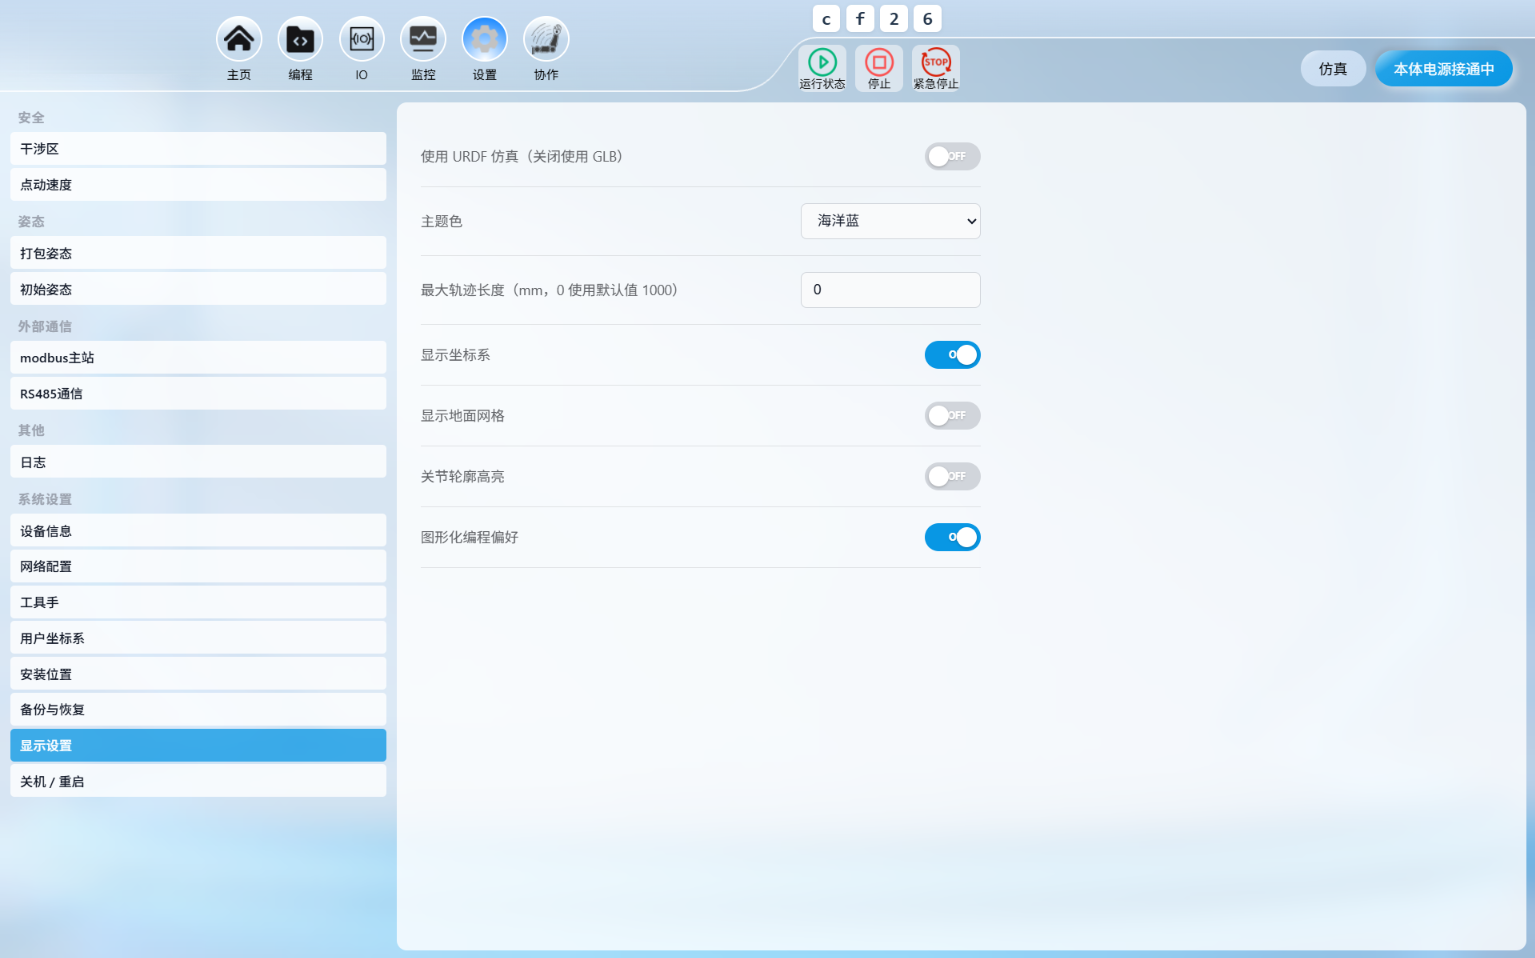 c f 2 6
主页 编程 IO 监控 设置 协作
运行状态 停止 STOP 紧急停止
仿真 本体电源接通中
安全
干涉区
点动速度
姿态
打包姿态
初始姿态
外部通信
modbus主站
RS485通信
其他
日志
系统设置
设备信息
网络配置
工具手
用户坐标系
安装位置
备份与恢复
显示设置
关机 / 重启
使用 URDF 仿真（关闭使用 GLB） OFF
主题色 海洋蓝
最大轨迹长度（mm，0 使用默认值 1000） 0
显示坐标系
显示地面网格 OFF
关节轮廓高亮 OFF
图形化编程偏好